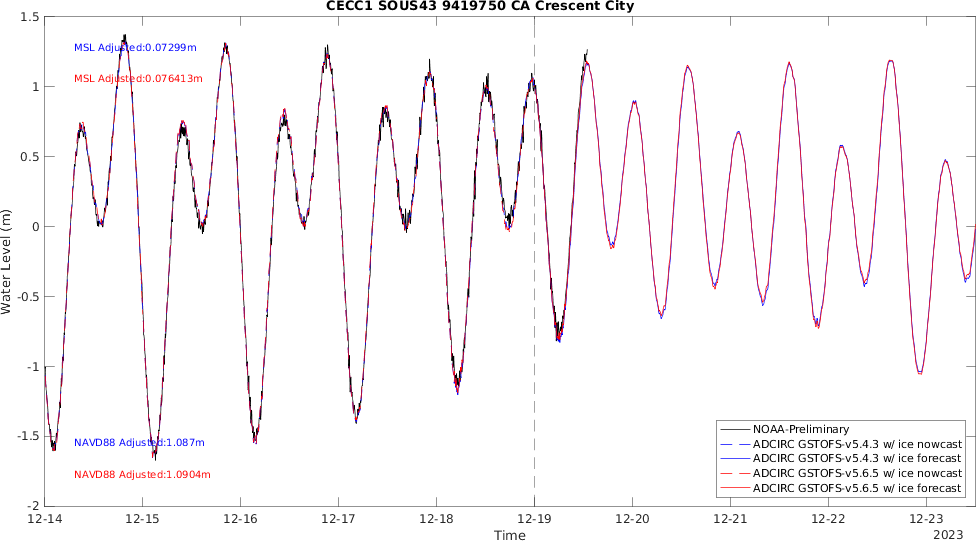 CECC1 SOUS43 9419750 CA Crescent City
1.5
MSL Adjusted:0.07299m
MSL Adjusted:0.076413m
1
0.5
0
Water Level (m)
-0.5
-1
-1.5
NAVD88 Adjusted:1.087m
NAVD88 Adjusted:1.0904m
-2
NOAA-Preliminary
ADCIRC GSTOFS-v5.4.3 w/ ice nowcast
ADCIRC GSTOFS-v5.4.3 w/ ice forecast
ADCIRC GSTOFS-v5.6.5 w/ ice nowcast
ADCIRC GSTOFS-v5.6.5 w/ ice forecast
12-14 12-15 12-16 12-17 12-18 12-19 12-20 12-21 12-22 12-23
Time
2023